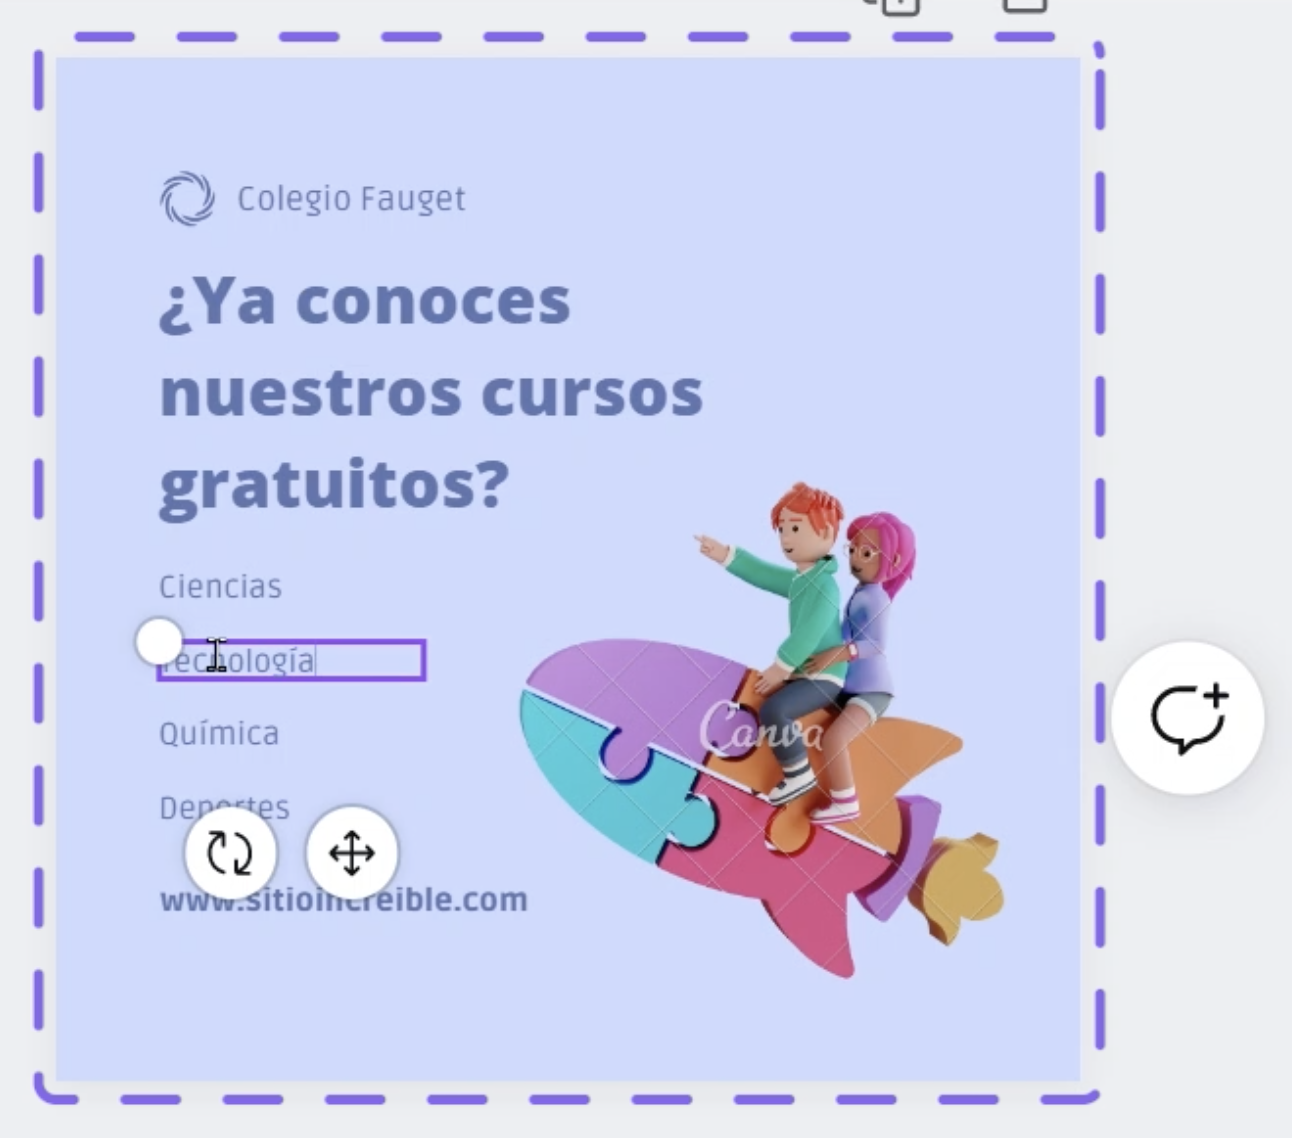 Colegio Fauget
¿Ya conoces
nuestros cursos
gratuitos?
Ciencias
Tecnología
Química
Deportes
www.sitioincreible.com
Canva